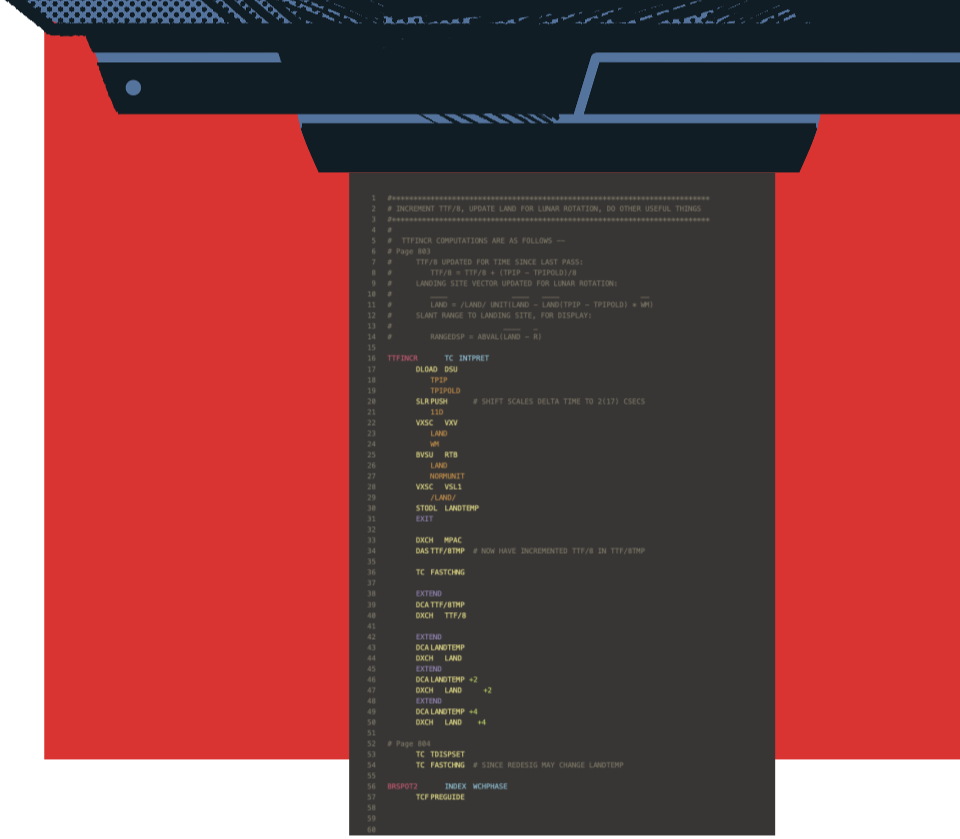 1 #*************************************************************************
2 # INCREMENT TTF/8, UPDATE LAND FOR LUNAR ROTATION, DO OTHER USEFUL THINGS
3 #*************************************************************************
4 #
5 # TTFINCR COMPUTATIONS ARE AS FOLLOWS --
6 # Page 803
7 # TTF/8 UPDATED FOR TIME SINCE LAST PASS:
8 # TTF/8 = TTF/8 + (TPIP - TPIPOLD)/8
9 # LANDING SITE VECTOR UPDATED FOR LUNAR ROTATION:
10 # ____ ____ ____ __
11 # LAND = /LAND/ UNIT(LAND - LAND(TPIP - TPIPOLD) * WM)
12 # SLANT RANGE TO LANDING SITE, FOR DISPLAY:
13 # ____ _
14 # RANGEDSP = ABVAL(LAND - R)
15
16 TTFINCR TC INTPRET
17 DLOAD DSU
18 TPIP
19 TPIPOLD
20 SLR PUSH # SHIFT SCALES DELTA TIME TO 2(17) CSECS
21 11D
22 VXSC VXV
23 LAND
24 WM
25 BVSU RTB
26 LAND
27 NORMUNIT
28 VXSC VSL1
29 /LAND/
30 STODL LANDTEMP
31 EXIT
32
33 DXCH MPAC
34 DAS TTF/8TMP # NOW HAVE INCREMENTED TTF/8 IN TTF/8TMP
35
36 TC FASTCHNG
37
38 EXTEND
39 DCA TTF/8TMP
40 DXCH TTF/8
41
42 EXTEND
43 DCA LANDTEMP
44 DXCH LAND
45 EXTEND
46 DCA LANDTEMP +2
47 DXCH LAND +2
48 EXTEND
49 DCA LANDTEMP +4
50 DXCH LAND +4
51
52 # Page 804
53 TC TDISPSET
54 TC FASTCHNG # SINCE REDESIG MAY CHANGE LANDTEMP
55
56 BRSPOT2 INDEX WCHPHASE
57 TCF PREGUIDE
58
59
60